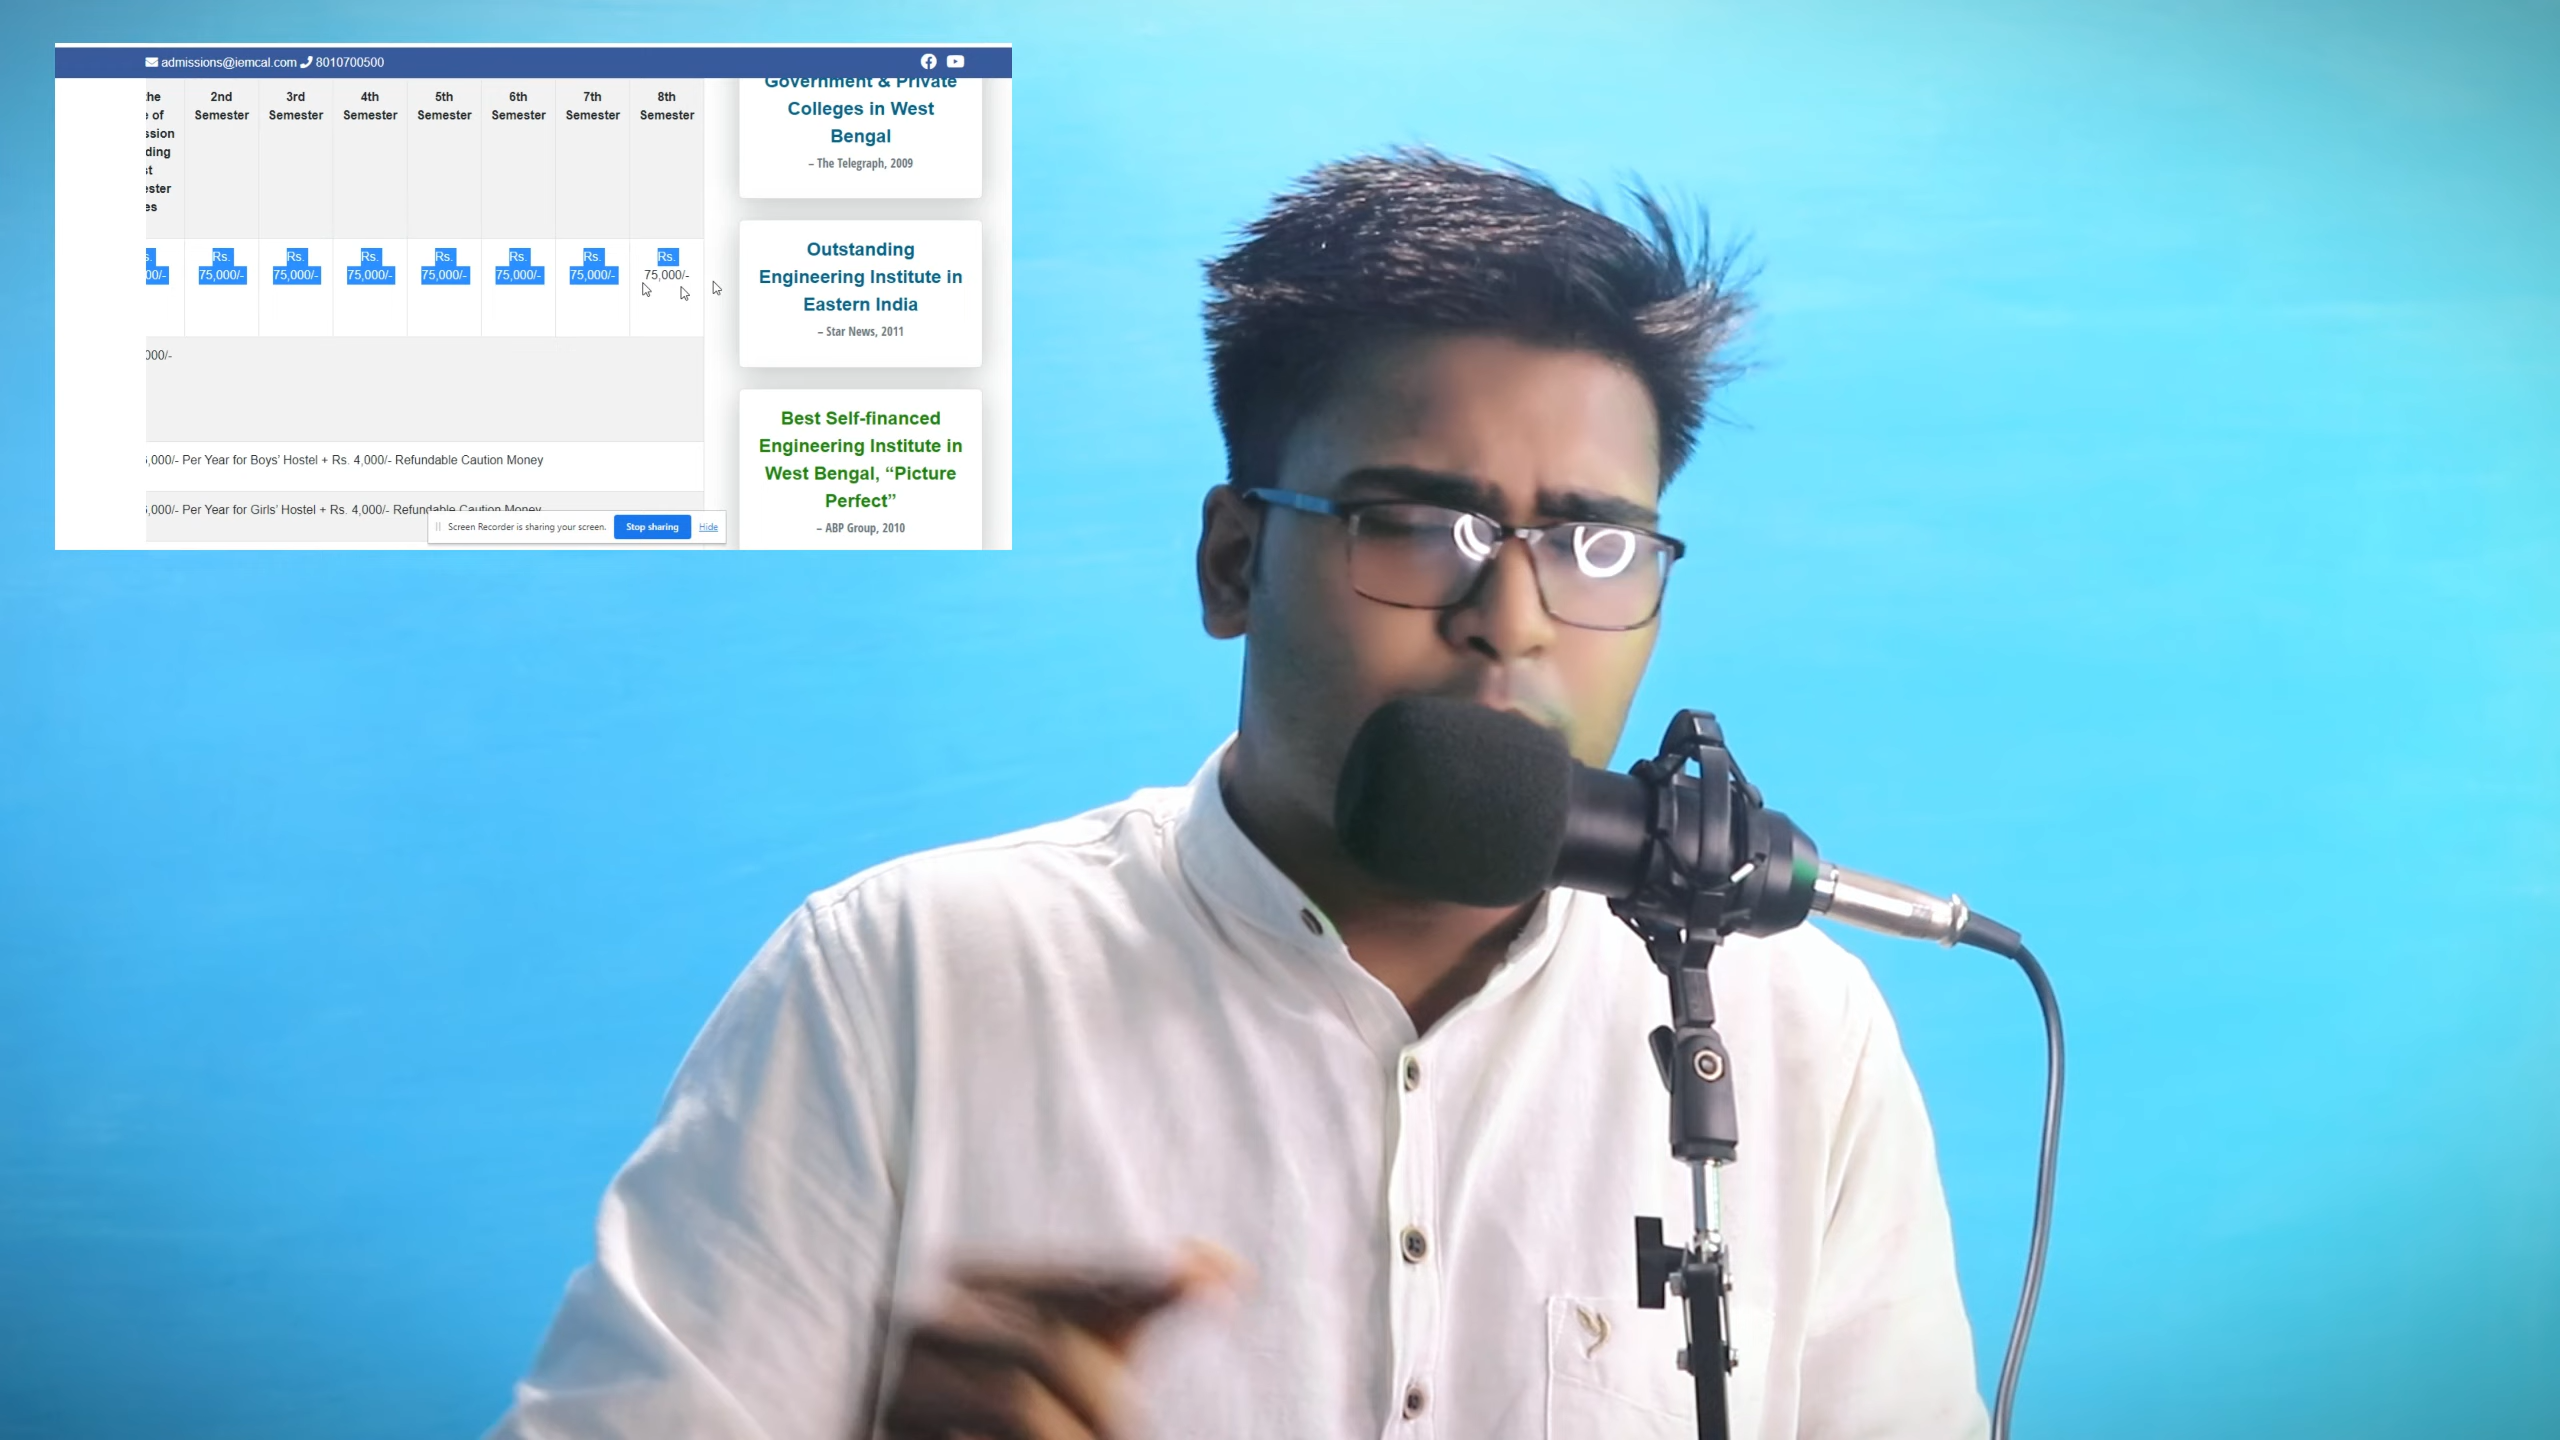 admissions@iemcal.com 8010700500
2nd Semester
3rd Semester
4th Semester
5th Semester
6th Semester
7th Semester
8th Semester
Rs. 75,000/-
Rs. 75,000/-
Rs. 75,000/-
Rs. 75,000/-
Rs. 75,000/-
Rs. 75,000/-
Rs. 75,000/-
000/-
,000/- Per Year for Boys' Hostel + Rs. 4,000/- Refundable Caution Money
,000/- Per Year for Girls' Hostel + Rs. 4,000/- Refundable Caution Money
Screen Recorder is sharing your screen. Stop sharing Hide
Government & Private
Colleges in West
Bengal
– The Telegraph, 2009
Outstanding
Engineering Institute in
Eastern India
– Star News, 2011
Best Self-financed
Engineering Institute in
West Bengal, “Picture
Perfect”
– ABP Group, 2010